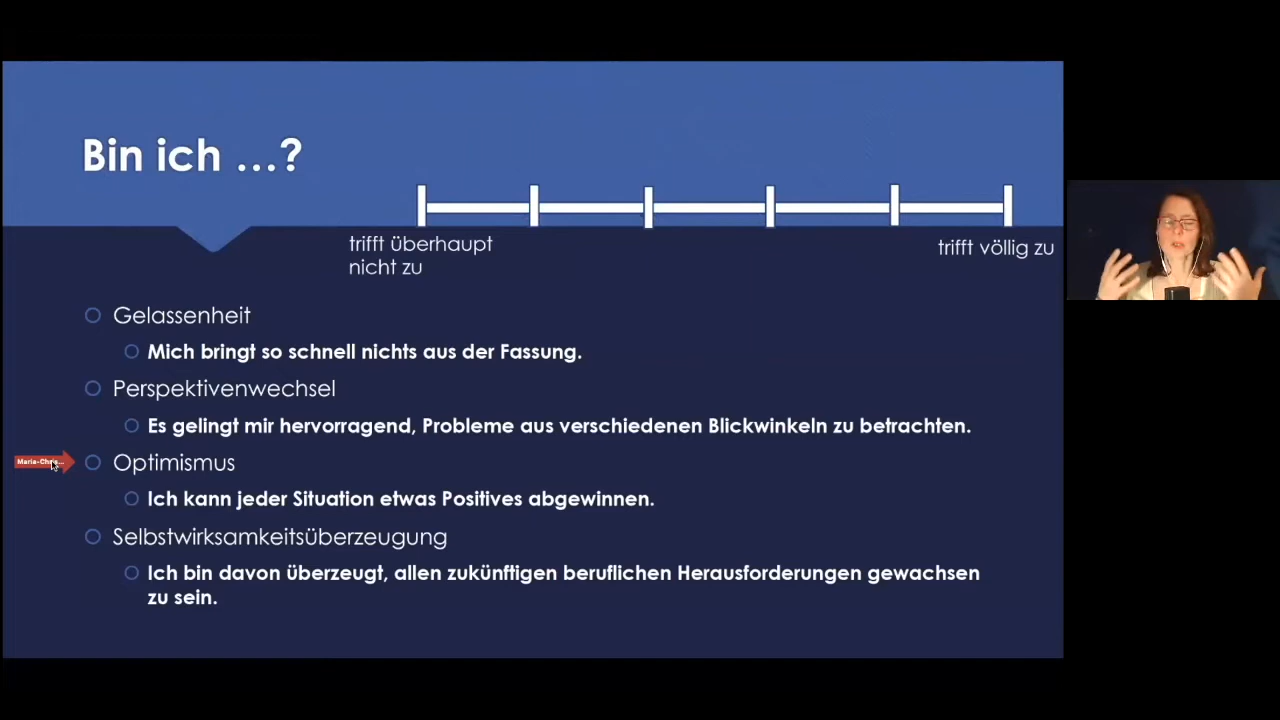 Bin ich …?
trifft überhaupt
nicht zu
trifft völlig zu
Gelassenheit
Mich bringt so schnell nichts aus der Fassung.
Perspektivenwechsel
Es gelingt mir hervorragend, Probleme aus verschiedenen Blickwinkeln zu betrachten.
Optimismus
Ich kann jeder Situation etwas Positives abgewinnen.
Selbstwirksamkeitsüberzeugung
Ich bin davon überzeugt, allen zukünftigen beruflichen Herausforderungen gewachsen
zu sein.